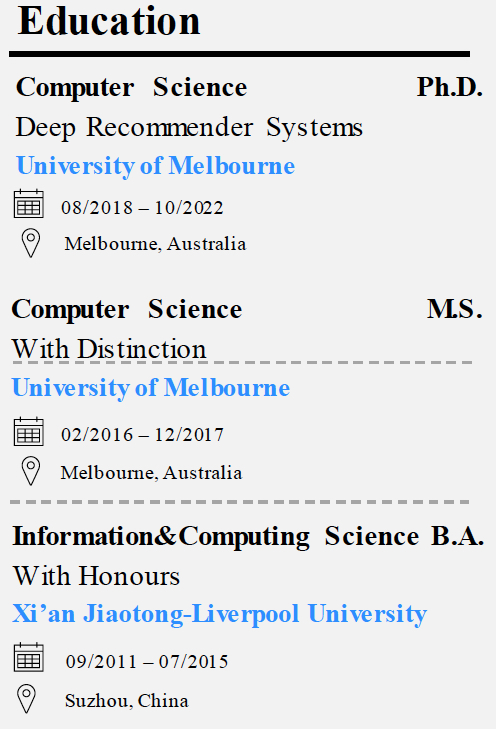 Education
Computer Science Ph.D.
Deep Recommender Systems
University of Melbourne
08/2018 – 10/2022
Melbourne, Australia
Computer Science M.S.
With Distinction
University of Melbourne
02/2016 – 12/2017
Melbourne, Australia
Information&Computing Science B.A.
With Honours
Xi’an Jiaotong-Liverpool University
09/2011 – 07/2015
Suzhou, China